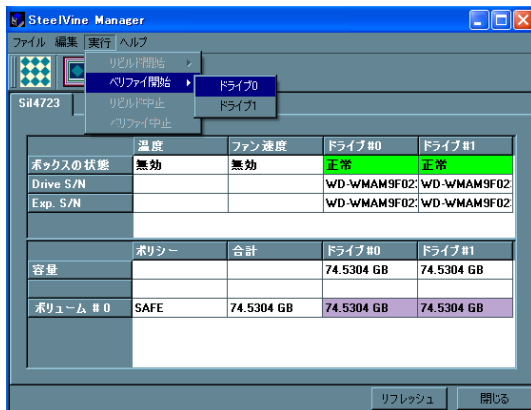 SteelVine Manager
ファイル 編集 実行 ヘルプ
リビルド開始
ベリファイ開始
ドライブ0
リビルド中止
ドライブ1
ベリファイ中止
SiI4723
温度 ファン速度 ドライブ#0 ドライブ#1
ボックスの状態 無効 無効 正常 正常
Drive S/N WD-WMAM9F02 WD-WMAM9F02
Exp. S/N WD-WMAM9F02 WD-WMAM9F02
ポリシー 合計 ドライブ#0 ドライブ#1
容量 74.5304 GB 74.5304 GB
ボリューム #0 SAFE 74.5304 GB 74.5304 GB 74.5304 GB
リフレッシュ 閉じる